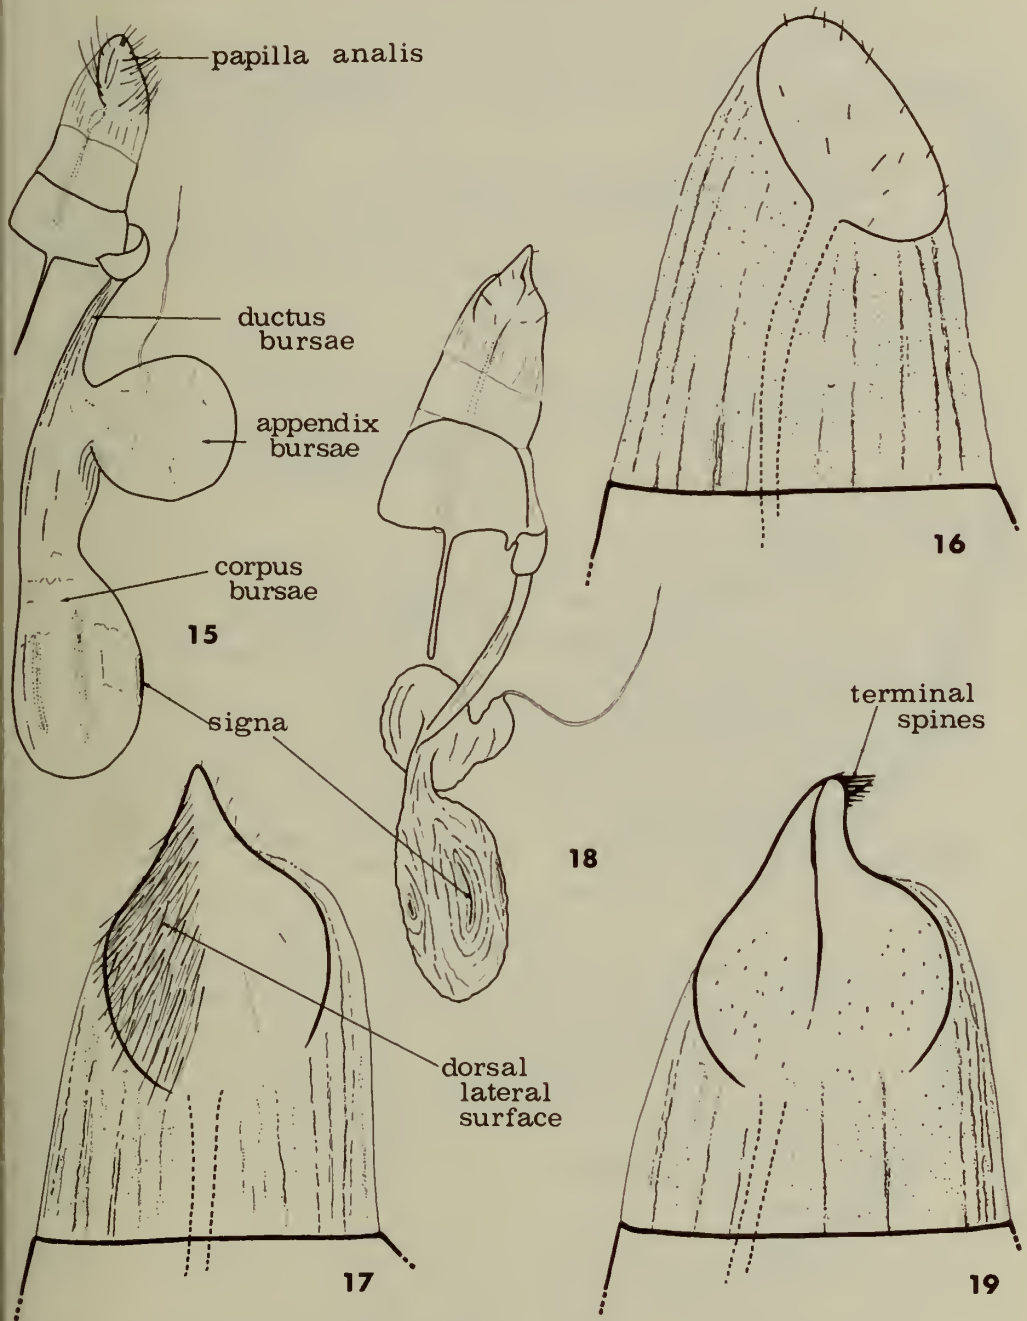 papilla analis
ductus
bursae
appendix
bursae
16
corpus
bursae
15
signa
terminal
spines
18
dorsal
lateral
surface
17
19